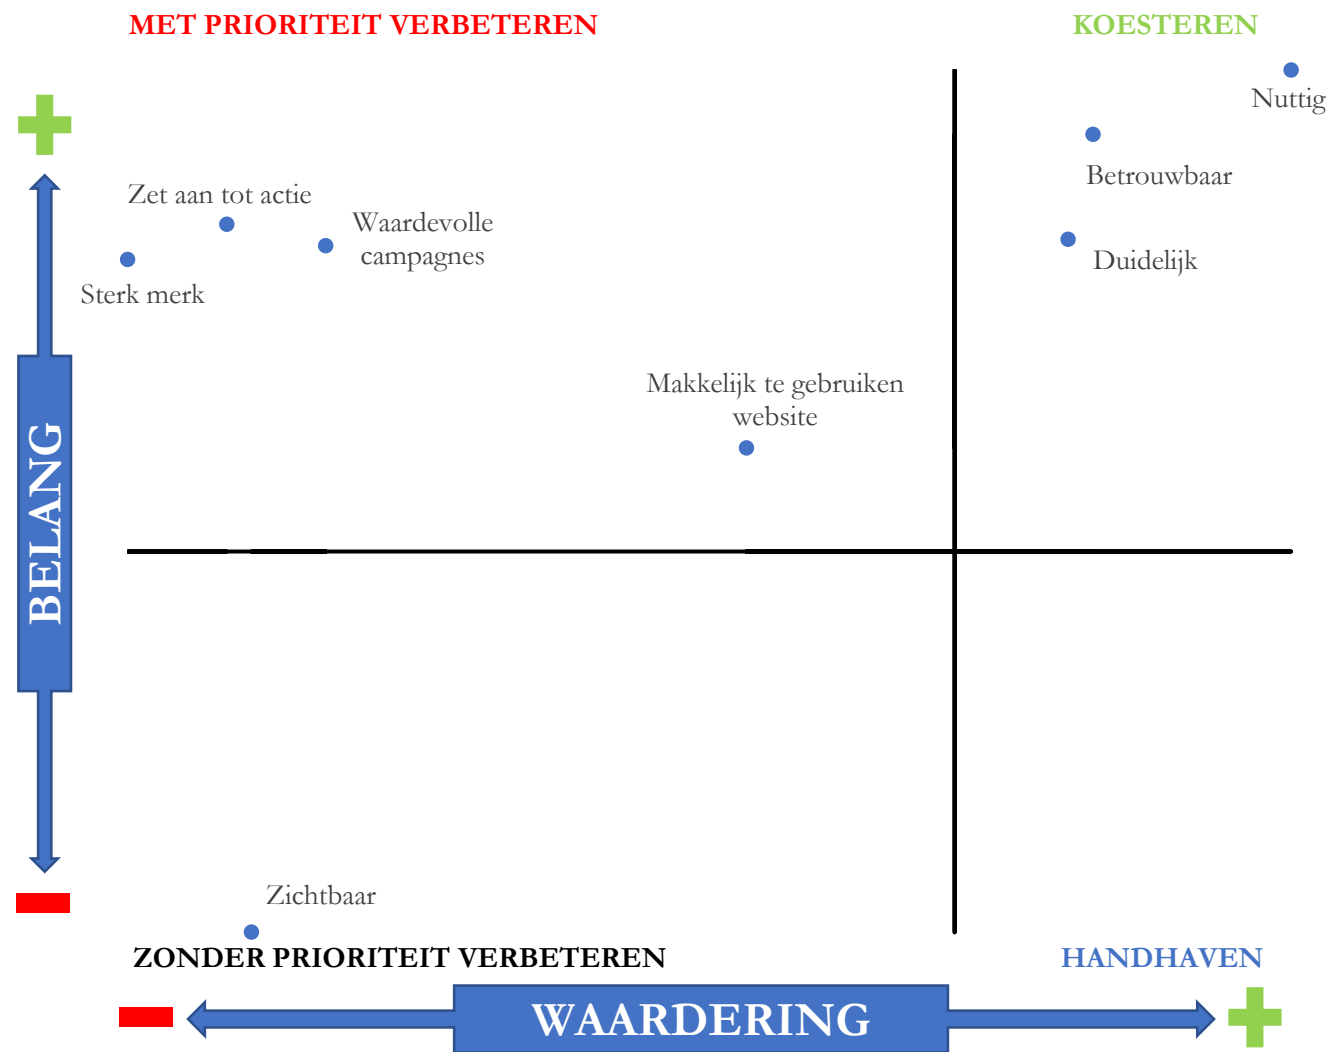 MET PRIORITEIT VERBETEREN
KOESTEREN
Nuttig
Betrouwbaar
Zet aan tot actie
Waardevolle
campagnes
Duidelijk
Sterk merk
Makkelijk te gebruiken
website
BELANG
Zichtbaar
ZONDER PRIORITEIT VERBETEREN
HANDHAVEN
WAARDERING